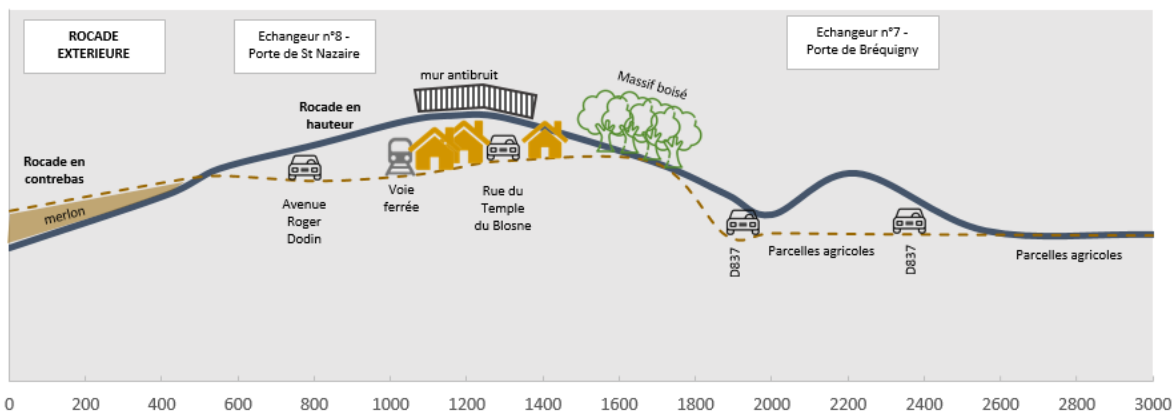 ROCADE
EXTERIEURE
Echangeur n°8 -
Porte de St Nazaire
Echangeur n°7 -
Porte de Bréquigny
mur antibruit
Massif boisé
Rocade en
hauteur
Rocade en
contrebas
merlon
Avenue
Roger
Dodin
Voie
ferrée
Rue du
Temple
du Blosne
D837
Parcelles agricoles
D837
Parcelles agricoles
0 200 400 600 800 1000 1200 1400 1600 1800 2000 2200 2400 2600 2800 3000